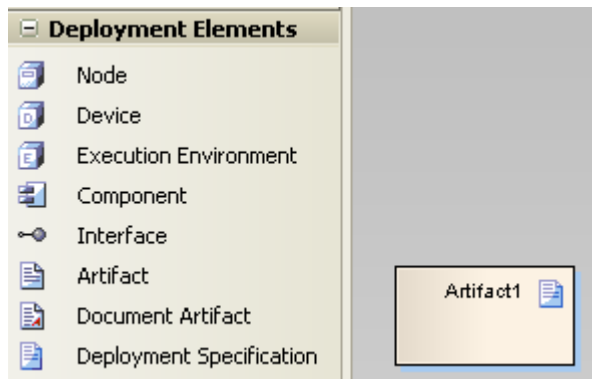 Deployment Elements
Node
Device
Execution Environment
Component
Interface
Artifact
Document Artifact
Deployment Specification
Artifact1